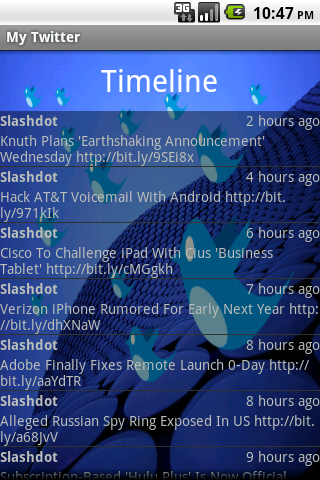 3G
10:47 PM
My Twitter
Timeline
Slashdot 2 hours ago
Knuth Plans 'Earthshaking Announcement'
Wednesday http://bit.ly/9SEi8x
Slashdot 4 hours ago
Hack AT&T Voicemail With Android http://bit.
ly/971kIk
Slashdot 6 hours ago
Cisco To Challenge iPad With Cius 'Business
Tablet' http://bit.ly/cMGgkh
Slashdot 7 hours ago
Verizon iPhone Rumored For Early Next Year http:
//bit.ly/dhXNaW
Slashdot 8 hours ago
Adobe Finally Fixes Remote Launch 0-Day http://
bit.ly/aaYdTR
Slashdot 8 hours ago
Alleged Russian Spy Ring Exposed In US http://bit.
ly/a68JvV
Slashdot 9 hours ago
Subscription-Based 'Hulu Plus' Is Now Official